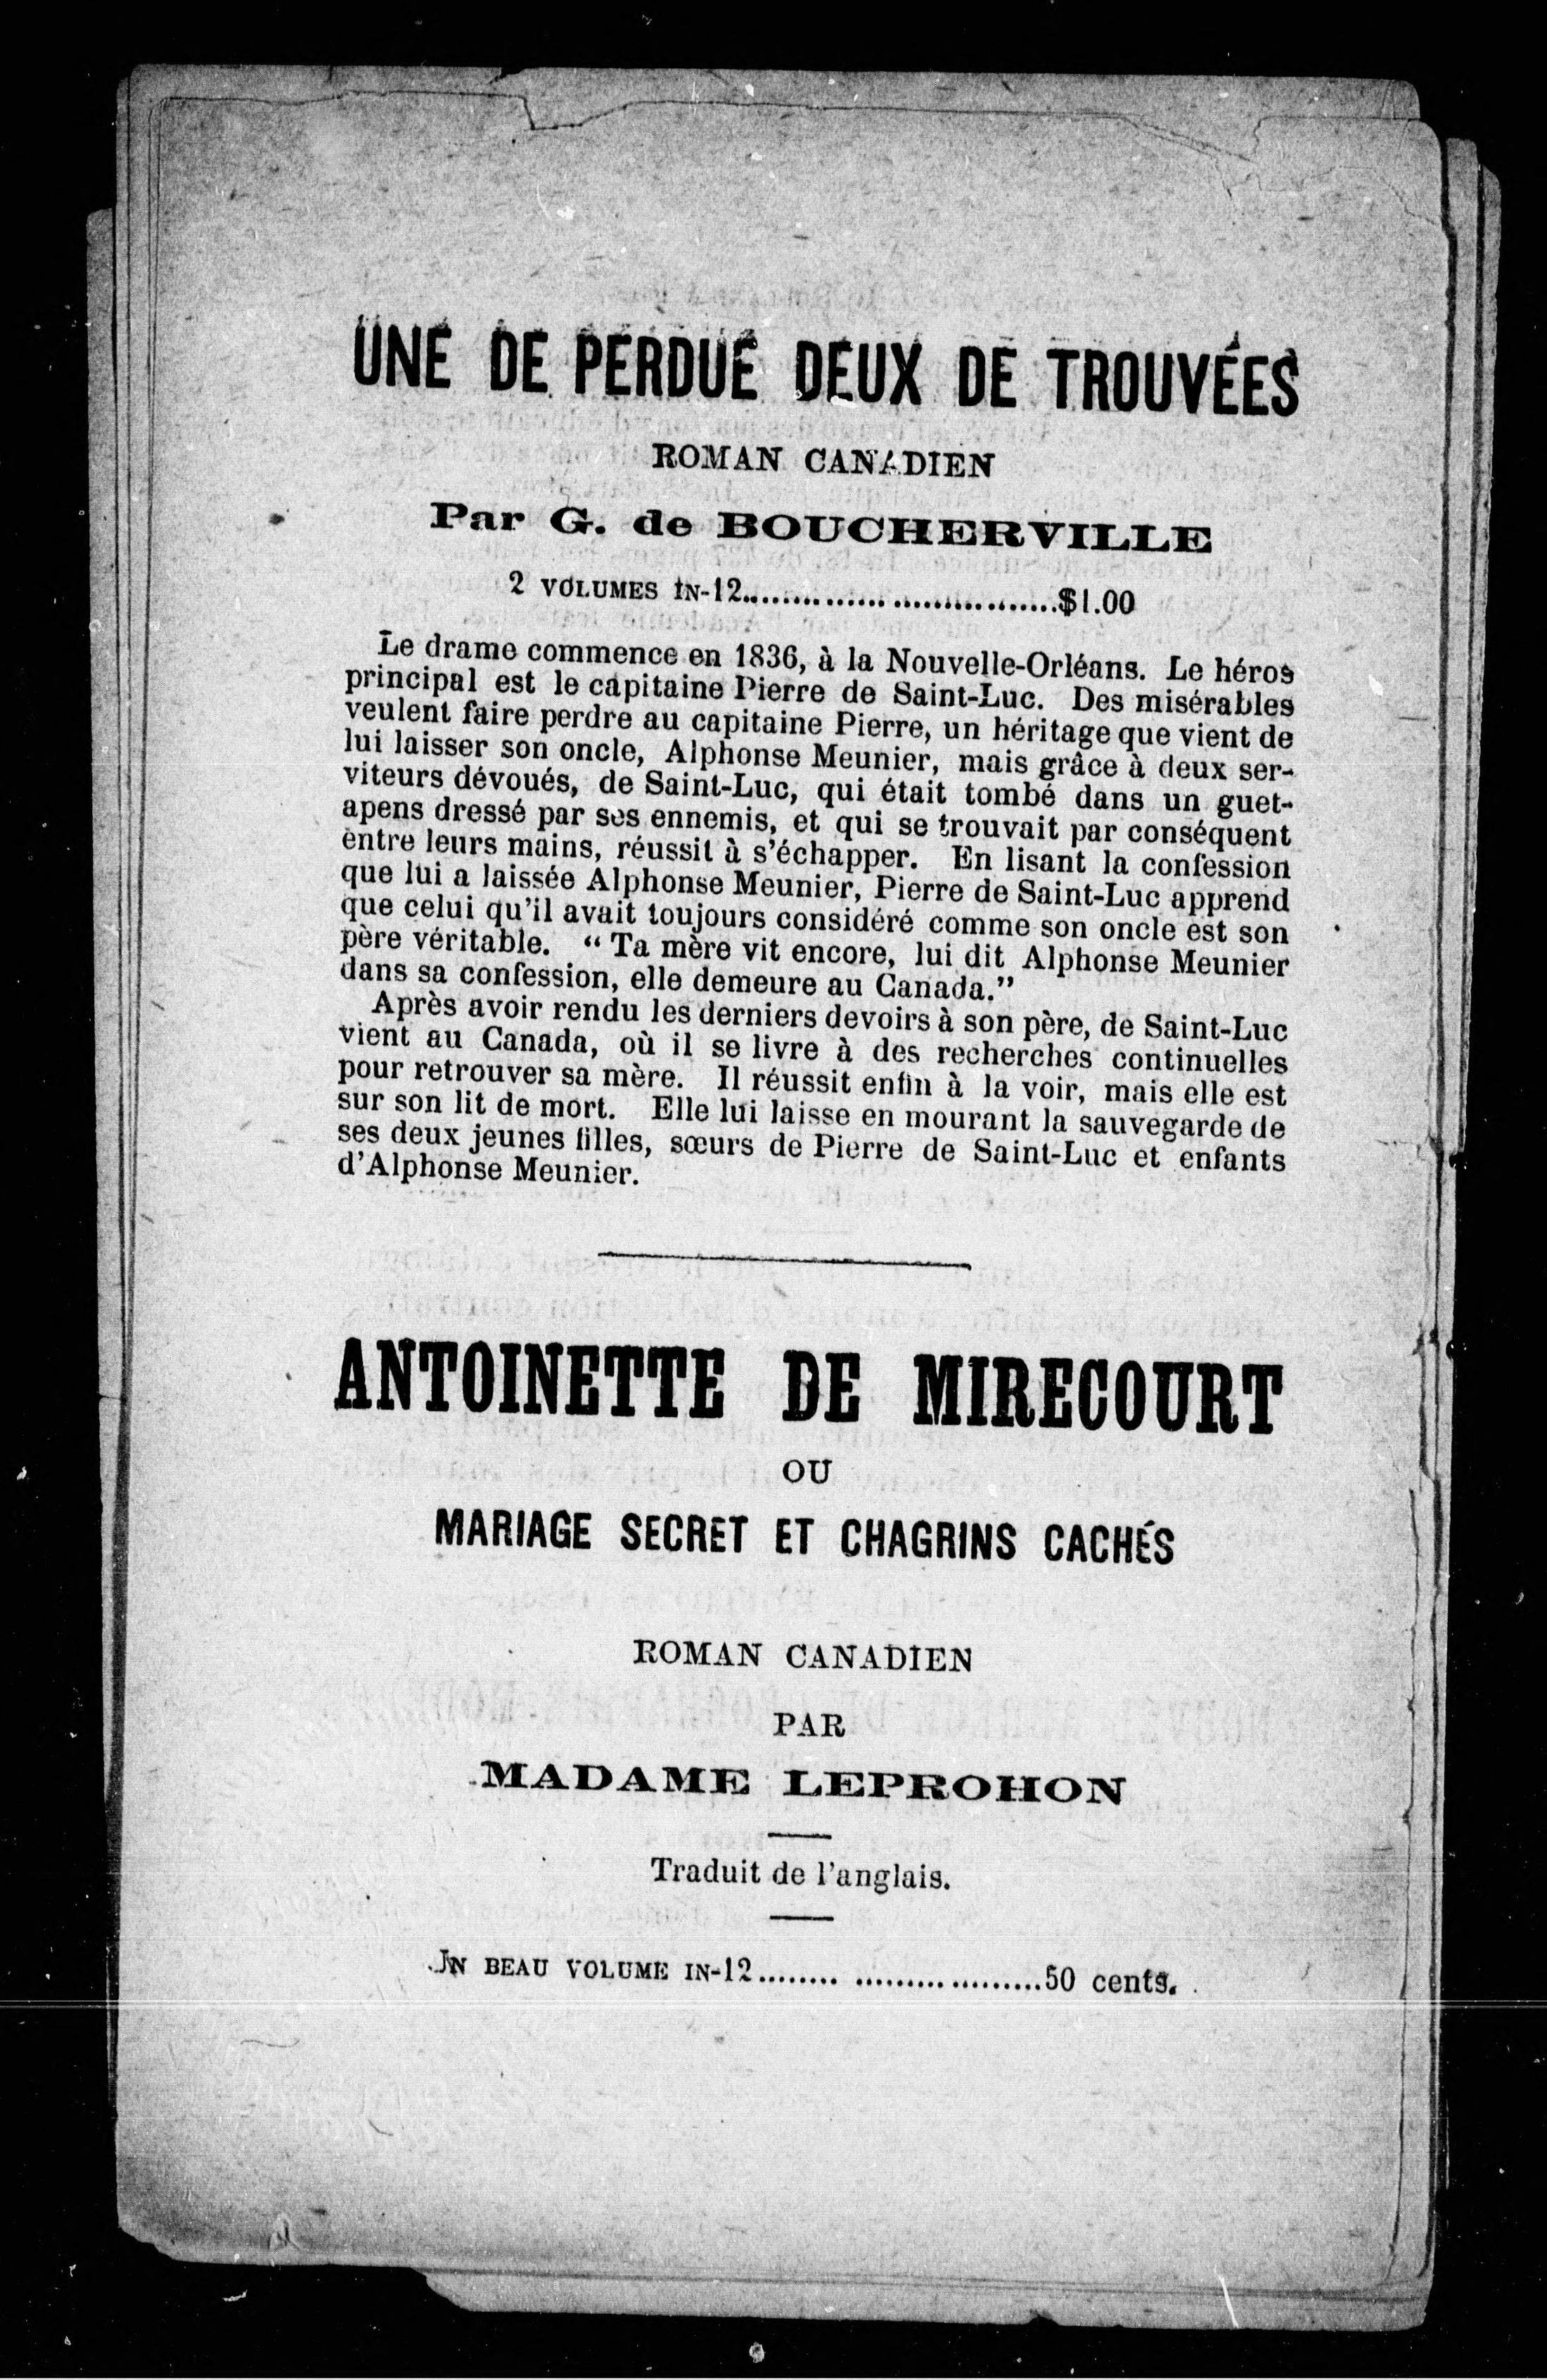 UNE DE PERDUE DEUX DE TROUVÉES
ROMAN CANADIEN
Par G. de BOUCHERVILLE
2 VOLUMES IN-12..................................$1.00
Le drame commence en 1836, à la Nouvelle-Orléans. Le héros
principal est le capitaine Pierre de Saint-Luc. Des misérables
veulent faire perdre au capitaine Pierre, un héritage que vient de
lui laisser son oncle, Alphonse Meunier, mais grâce à deux ser-
viteurs dévoués, de Saint-Luc, qui était tombé dans un guet-
apens dressé par ses ennemis, et qui se trouvait par conséquent
entre leurs mains, réussit à s'échapper. En lisant la confession
que lui a laissée Alphonse Meunier, Pierre de Saint-Luc apprend
que celui qu'il avait toujours considéré comme son oncle est son
père véritable. “ Ta mère vit encore, lui dit Alphonse Meunier
dans sa confession, elle demeure au Canada.”
Après avoir rendu les derniers devoirs à son père, de Saint-Luc
vient au Canada, où il se livre à des recherches continuelles
pour retrouver sa mère. Il réussit enfin à la voir, mais elle est
sur son lit de mort. Elle lui laisse en mourant la sauvegarde de
ses deux jeunes filles, sœurs de Pierre de Saint-Luc et enfants
d'Alphonse Meunier.
ANTOINETTE DE MIRECOURT
OU
MARIAGE SECRET ET CHAGRINS CACHÉS
ROMAN CANADIEN
PAR
MADAME LEPROHON
Traduit de l'anglais.
UN BEAU VOLUME IN-12........ ...................50 cents.